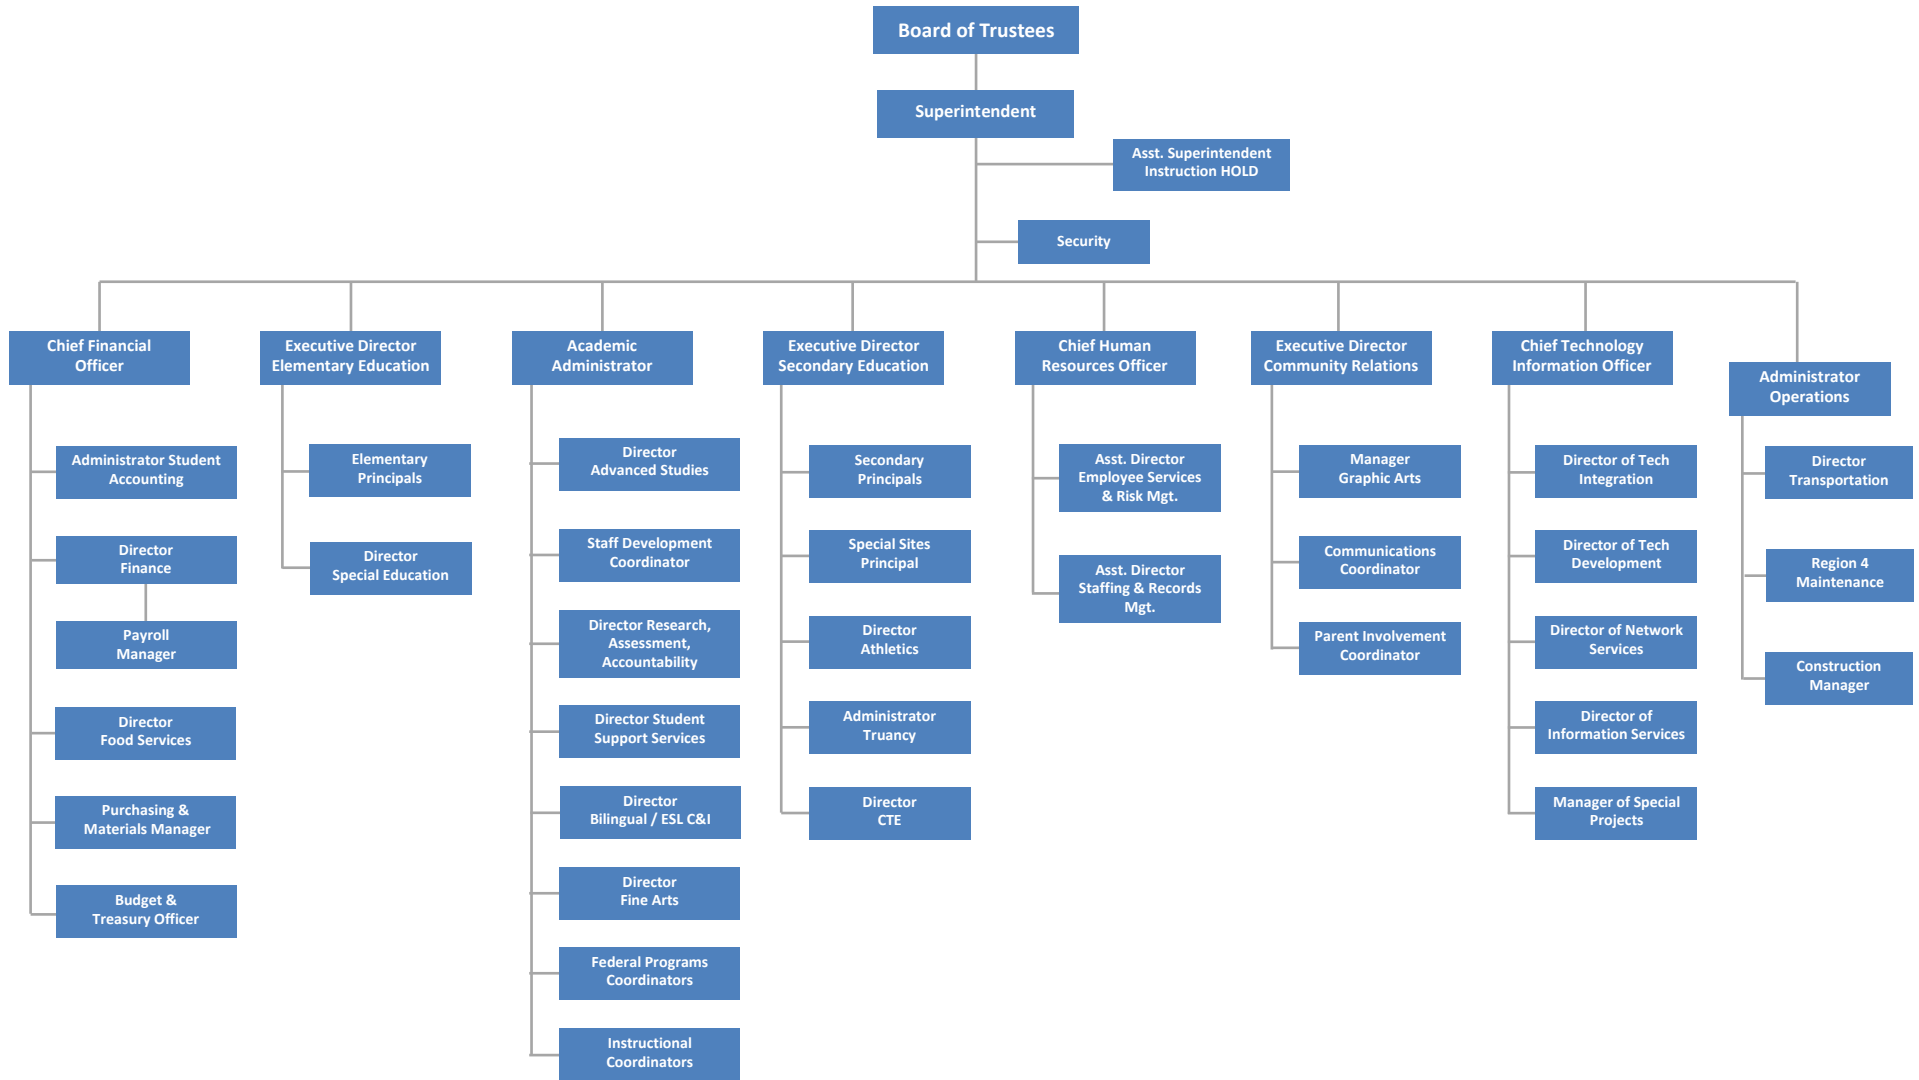 Board of Trustees
Superintendent
Asst. Superintendent
Instruction HOLD
Security
Chief Financial
Officer
Administrator Student
Accounting
Director
Finance
Payroll
Manager
Director
Food Services
Purchasing &
Materials Manager
Budget &
Treasury Officer
Executive Director
Elementary Education
Elementary
Principals
Director
Special Education
Academic
Administrator
Director
Advanced Studies
Staff Development
Coordinator
Director Research,
Assessment,
Accountability
Director Student
Support Services
Director
Bilingual / ESL C&I
Director
Fine Arts
Federal Programs
Coordinators
Instructional
Coordinators
Executive Director
Secondary Education
Secondary
Principals
Special Sites
Principal
Director
Athletics
Administrator
Truancy
Director
CTE
Chief Human
Resources Officer
Asst. Director
Employee Services
& Risk Mgt.
Asst. Director
Staffing & Records
Mgt.
Executive Director
Community Relations
Manager
Graphic Arts
Communications
Coordinator
Parent Involvement
Coordinator
Chief Technology
Information Officer
Director of Tech
Integration
Director of Tech
Development
Director of Network
Services
Director of
Information Services
Manager of Special
Projects
Administrator
Operations
Director
Transportation
Region 4
Maintenance
Construction
Manager